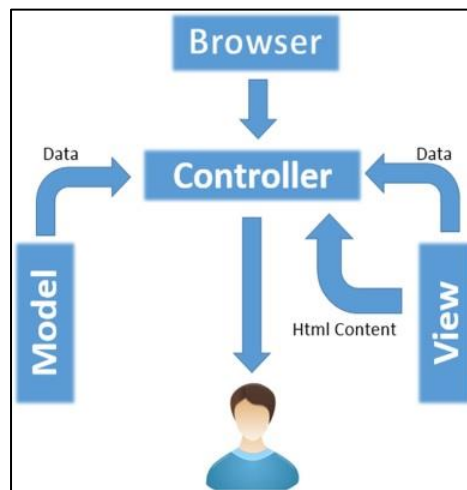 Browser
Data
Data
Controller
Model
Html Content
View